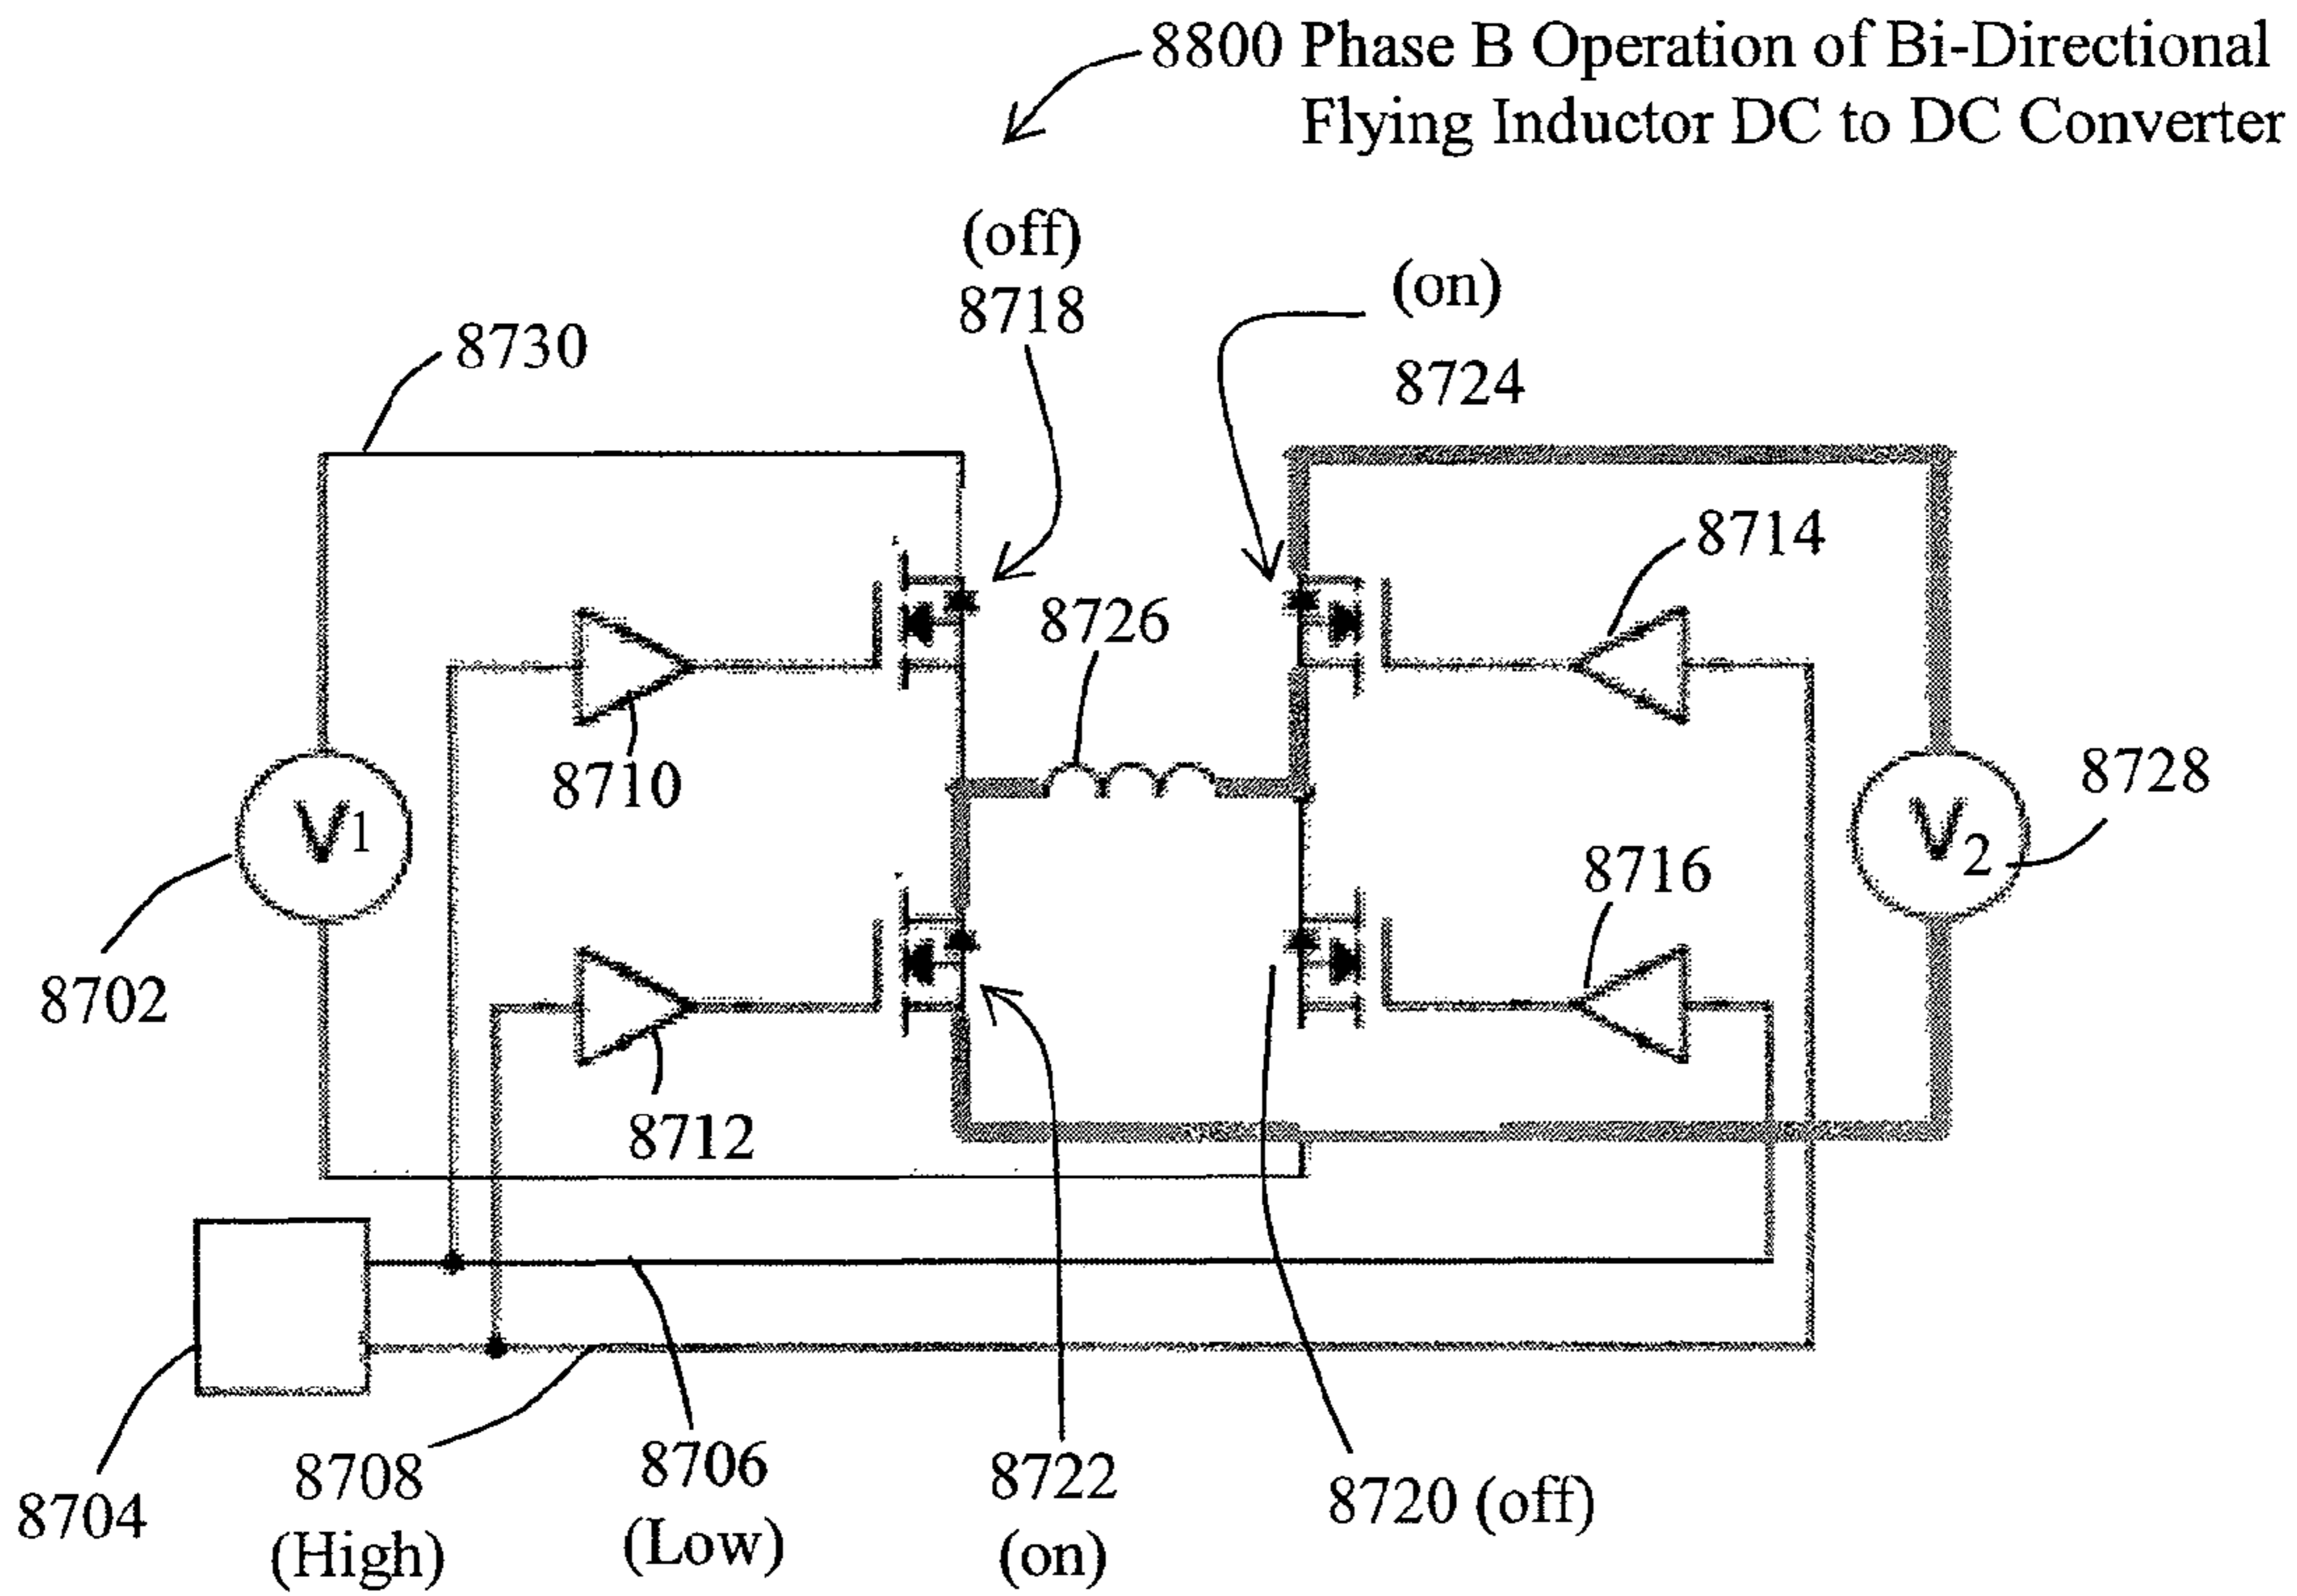 8800 Phase B Operation of Bi-Directional
Flying Inductor DC to DC Converter
(off)
8718
(on)
8724
8730
8714
8726
8710
8728
V1
V2
8716
8702
8712
8706
(Low)
8708
(High)
8722
(on)
8720 (off)
8704